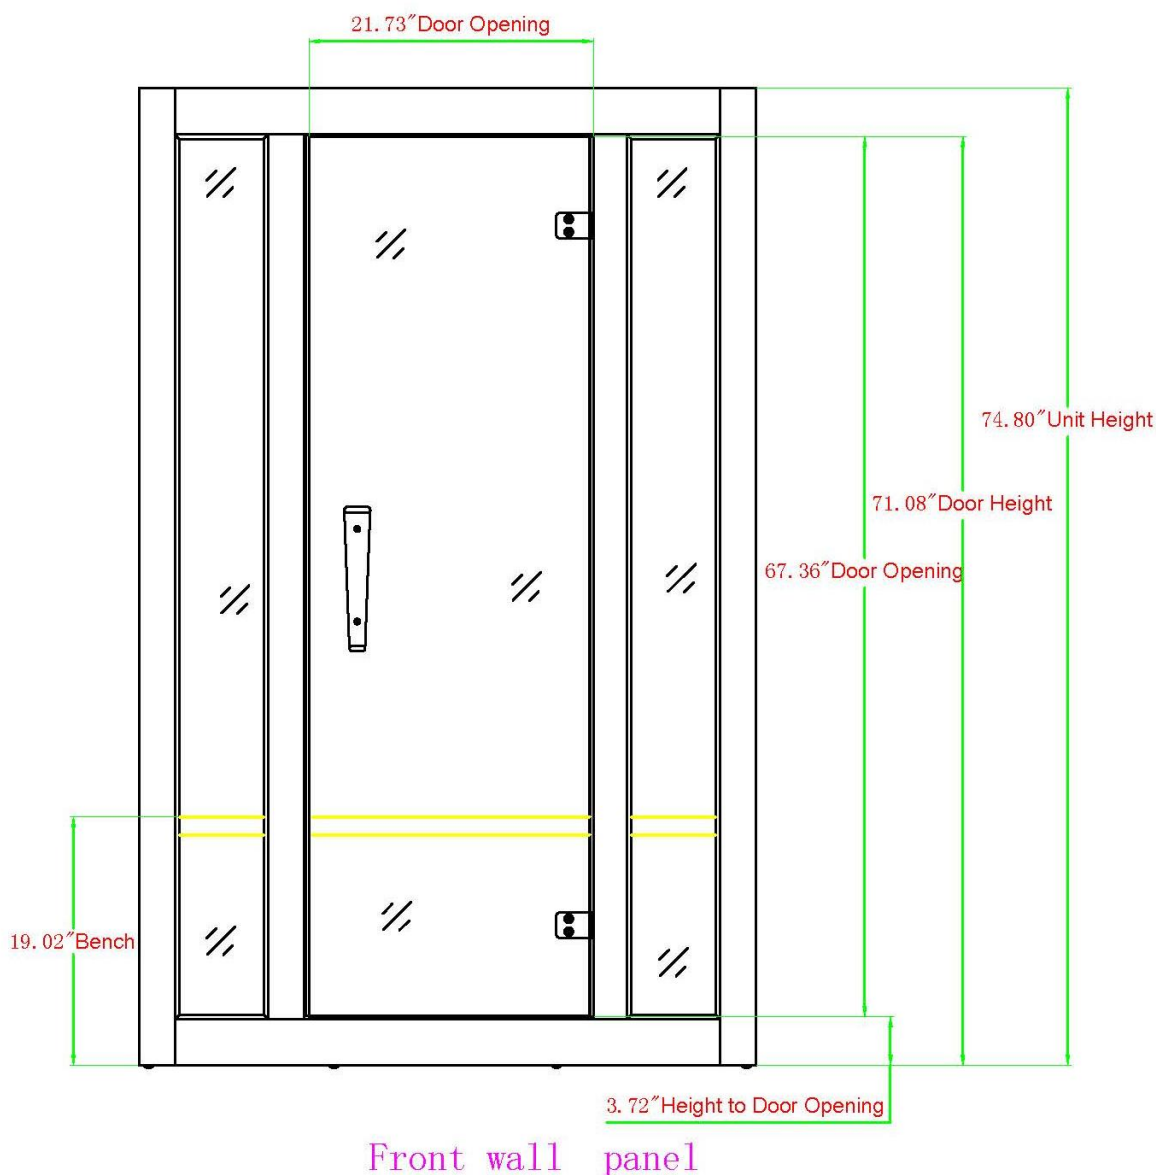 21.73"Door Opening
74.80"Unit Height
71.08"Door Height
67.36"Door Opening
19.02"Bench
3.72"Height to Door Opening
Front wall panel